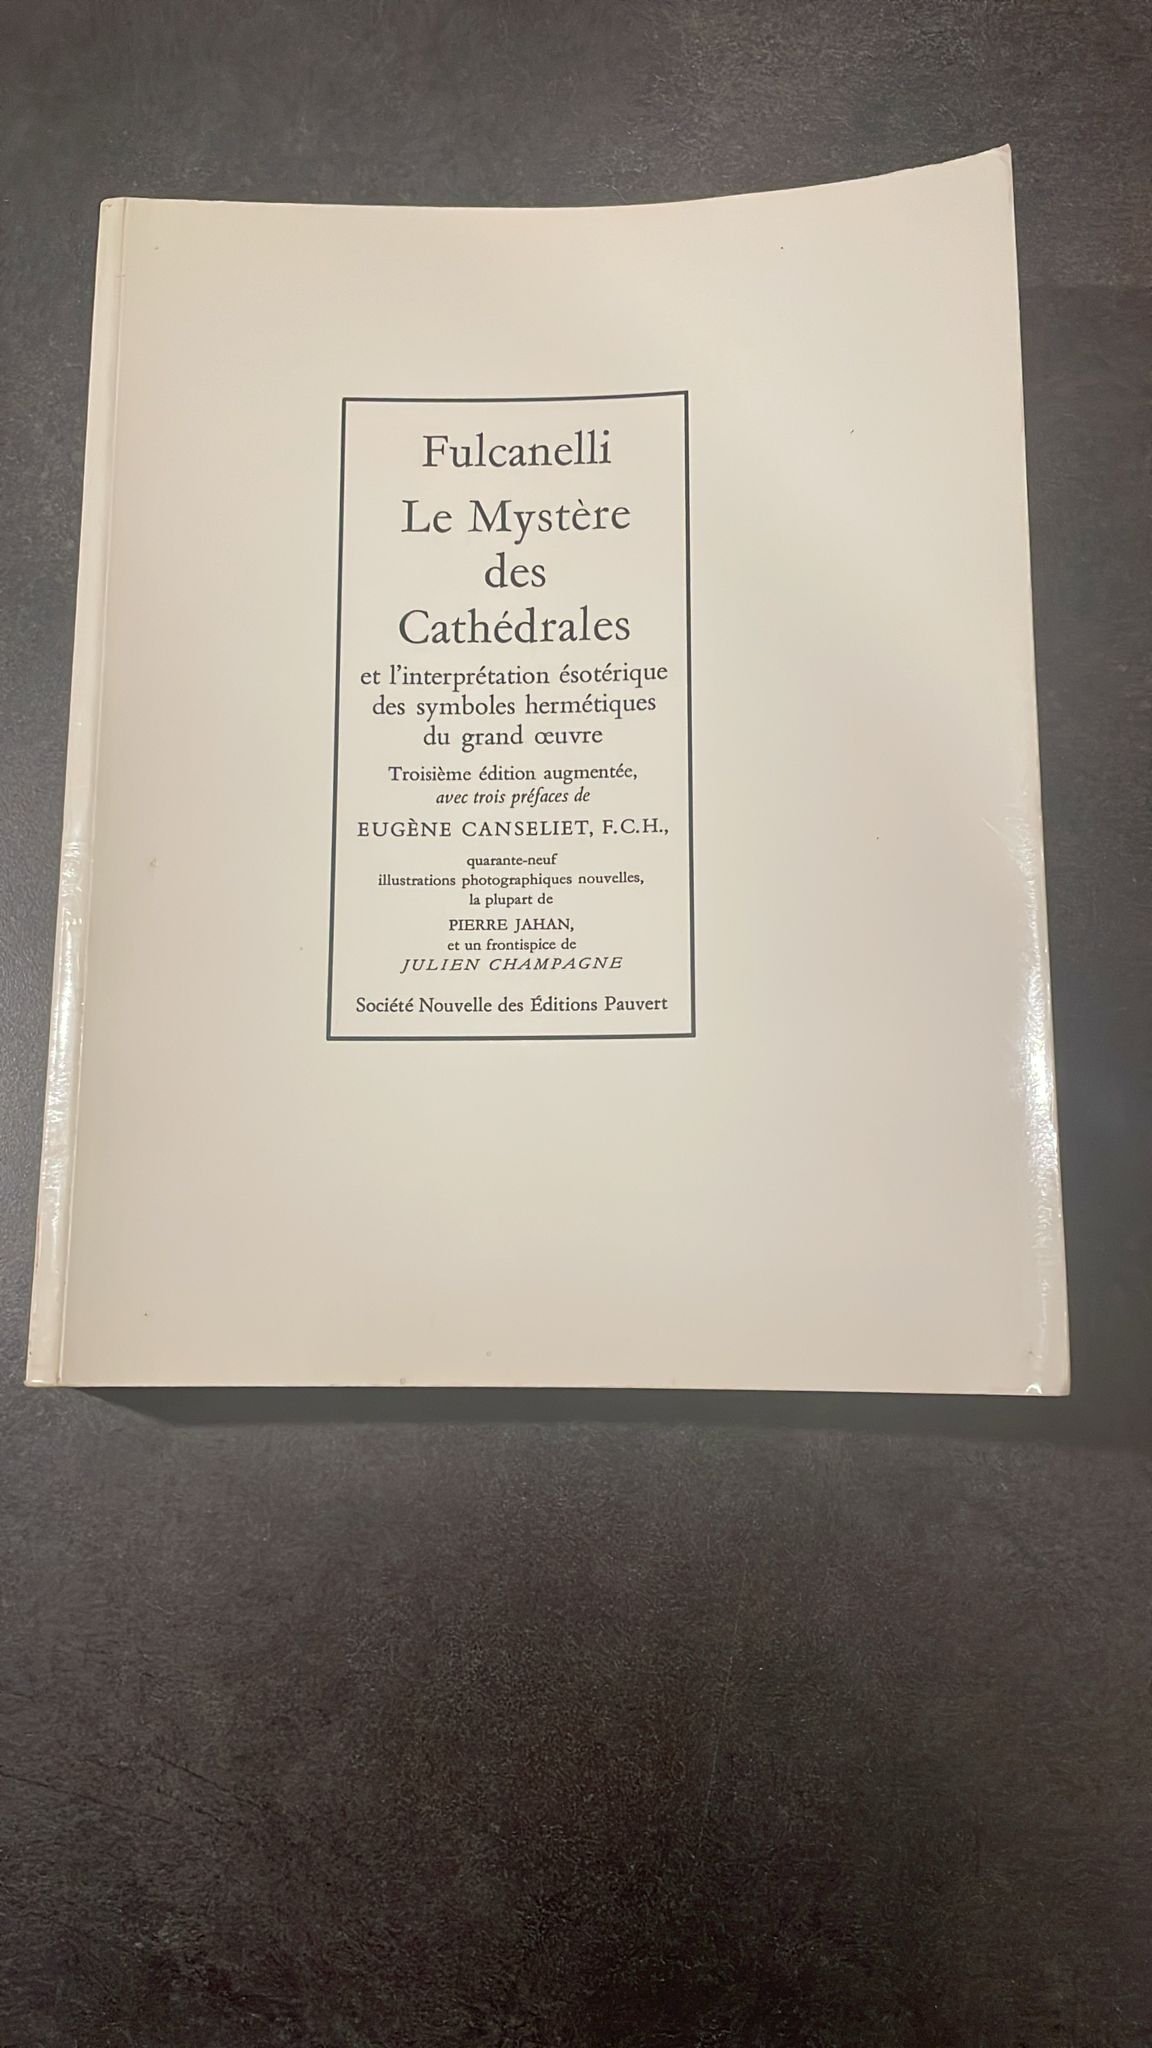 Fulcanelli
Le Mystère
des
Cathédrales
et l'interprétation ésotérique
des symboles hermétiques
du grand œuvre
Troisième édition augmentée,
avec trois préfaces de
EUGÈNE CANSELIET, F.C.H.,
quarante-neuf
illustrations photographiques nouvelles,
la plupart de
PIERRE JAHAN,
et un frontispice de
JULIEN CHAMPAGNE
Société Nouvelle des Éditions Pauvert